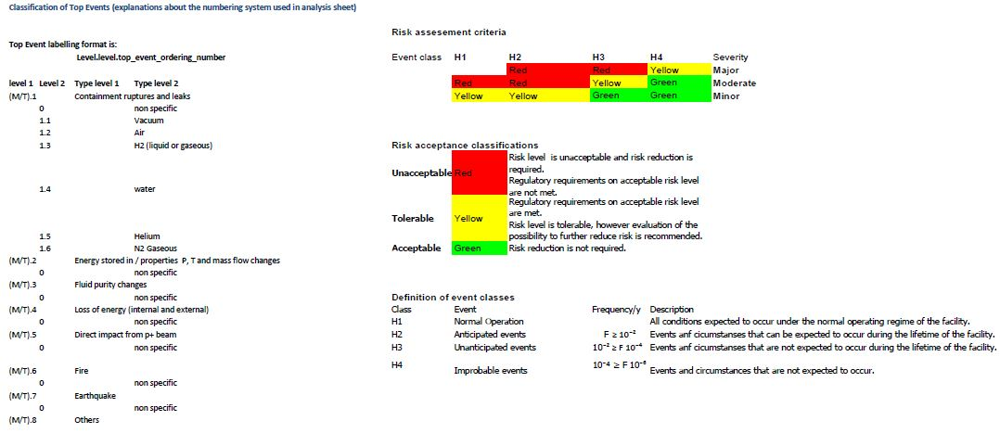 Classification of Top Events (explanations about the numbering system used in analysis sheet)
Top Event labelling format is:
Level.level.top_event_ordering_number
level 1 Level 2 Type level 1 Type level 2
(M/T).1 Containment ruptures and leaks
0 non specific
1.1 Vacuum
1.2 Air
1.3 H2 (liquid or gaseous)
1.4 water
1.5 Helium
1.6 N2 Gaseous
(M/T).2 Energy stored in / properties P, T and mass flow changes
0 non specific
(M/T).3 Fluid purity changes
0 non specific
(M/T).4 Loss of energy (internal and external)
0 non specific
(M/T).5 Direct impact from p+ beam
0 non specific
(M/T).6 Fire
0 non specific
(M/T).7 Earthquake
0 non specific
(M/T).8 Others
Risk assesement criteria
Event class H1 H2 H3 H4 Severity
Red Red Yellow Major
Red Red Yellow Green Moderate
Yellow Yellow Green Green Minor
Risk acceptance classifications
Unacceptable Red
Risk level is unacceptable and risk reduction is
required.
Regulatory requirements on acceptable risk level
are not met.
Tolerable Yellow
Regulatory requirements on acceptable risk level
are met.
Risk level is tolerable, however evaluation of the
possibility to further reduce risk is recommended.
Acceptable Green Risk reduction is not required.
Definition of event classes
Class Event Frequency/y Description
H1 Normal Operation All conditions expected to occur under the normal operating regime of the facility.
H2 Anticipated events F ≥ 10⁻² Events anf cicumstances that can be expected to occur during the lifetime of the facility.
H3 Unanticipated events 10⁻² ≥ F 10⁻⁴ Events anf cicumstances that are not expected to occur during the lifetime of the facility.
H4 Improbable events 10⁻⁴ ≥ F 10⁻⁶ Events and circumstances that are not expected to occur.